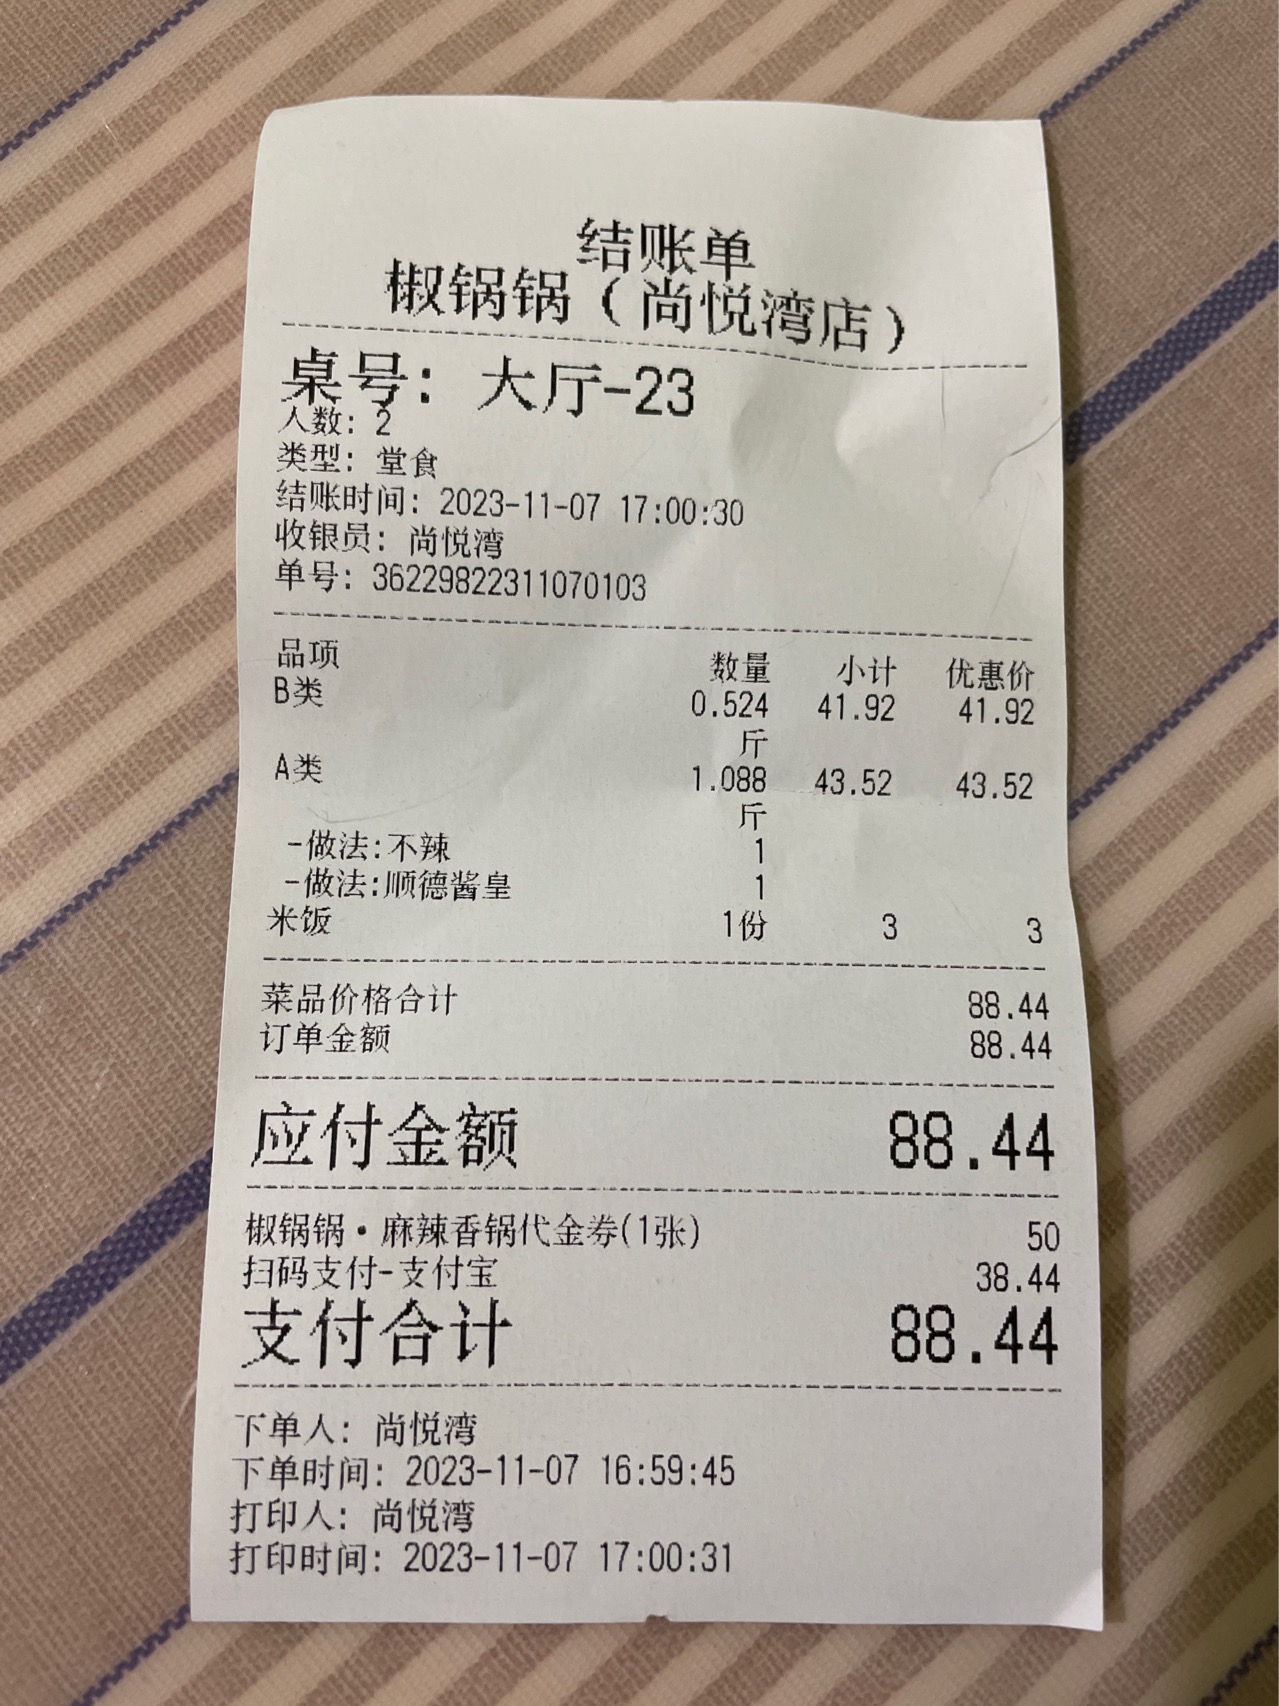 结账单
椒锅锅（尚悦湾店）
桌号：大厅-23
人数：2
类型：堂食
结账时间：2023-11-07 17:00:30
收银员：尚悦湾
单号：36229822311070103
品项 数量 小计 优惠价
B类 0.524 41.92 41.92
斤
A类 1.088 43.52 43.52
斤
-做法:不辣 1
-做法:顺德酱皇 1
米饭 1份 3 3
菜品价格合计 88.44
订单金额 88.44
应付金额 88.44
椒锅锅·麻辣香锅代金券(1张) 50
扫码支付-支付宝 38.44
支付合计 88.44
下单人：尚悦湾
下单时间：2023-11-07 16:59:45
打印人：尚悦湾
打印时间：2023-11-07 17:00:31